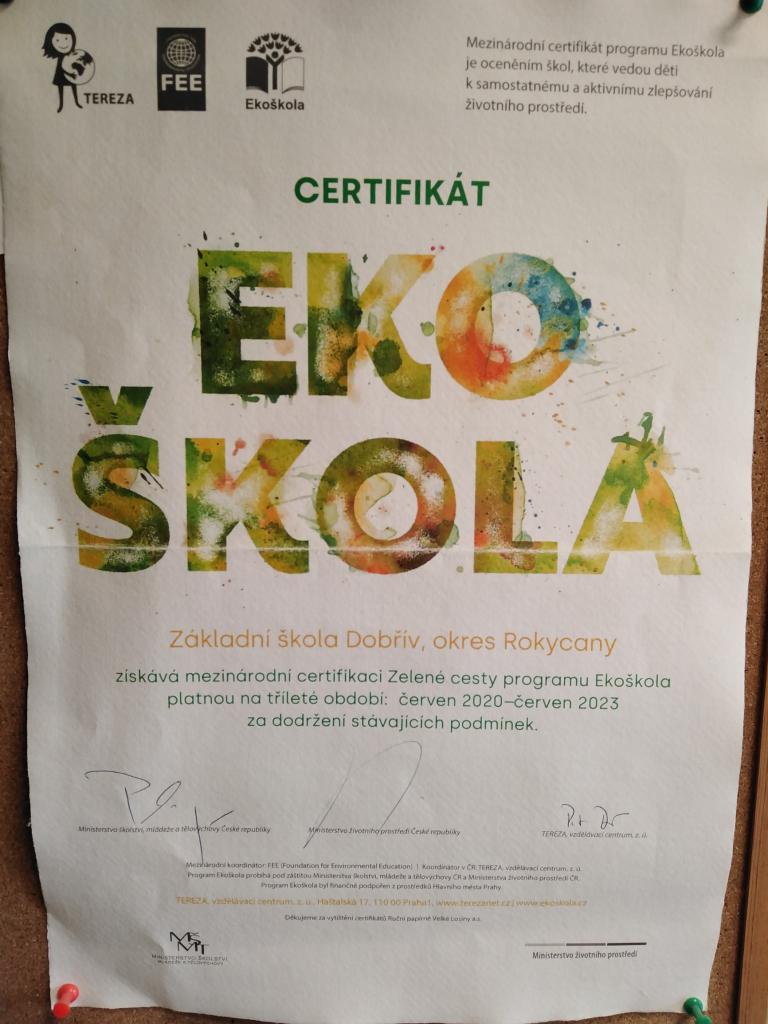 TEREZA
FEE
Ekoškola
Mezinárodní certifikát programu Ekoškola
je oceněním škol, které vedou děti
k samostatnému a aktivnímu zlepšování
životního prostředí.
CERTIFIKÁT
EKO
ŠKOLA
Základní škola Dobřív, okres Rokycany
získává mezinárodní certifikaci Zelené cesty programu Ekoškola
platnou na tříleté období: červen 2020–červen 2023
za dodržení stávajících podmínek.
Ministerstvo školství, mládeže a tělovýchovy České republiky
Ministerstvo životního prostředí České republiky
TEREZA, vzdělávací centrum, z. ú.
Mezinárodní koordinátor: FEE (Foundation for Environmental Education) | Koordinátor v ČR: TEREZA, vzdělávací centrum, z. ú.
Program Ekoškola probíhá pod záštitou Ministerstva školství, mládeže a tělovýchovy ČR a Ministerstva životního prostředí ČR.
Program Ekoškola byl finančně podpořen z prostředků Hlavního města Prahy.
TEREZA, vzdělávací centrum, z. ú., Haštalská 17, 110 00 Praha 1, www.terezanet.cz | www.ekoskola.cz
Děkujeme za vytištění certifikátů Ruční papírně Velké Losiny a.s.
MŠMT
MINISTERSTVO ŠKOLSTVÍ,
MLÁDEŽE A TĚLOVÝCHOVY
Ministerstvo životního prostředí